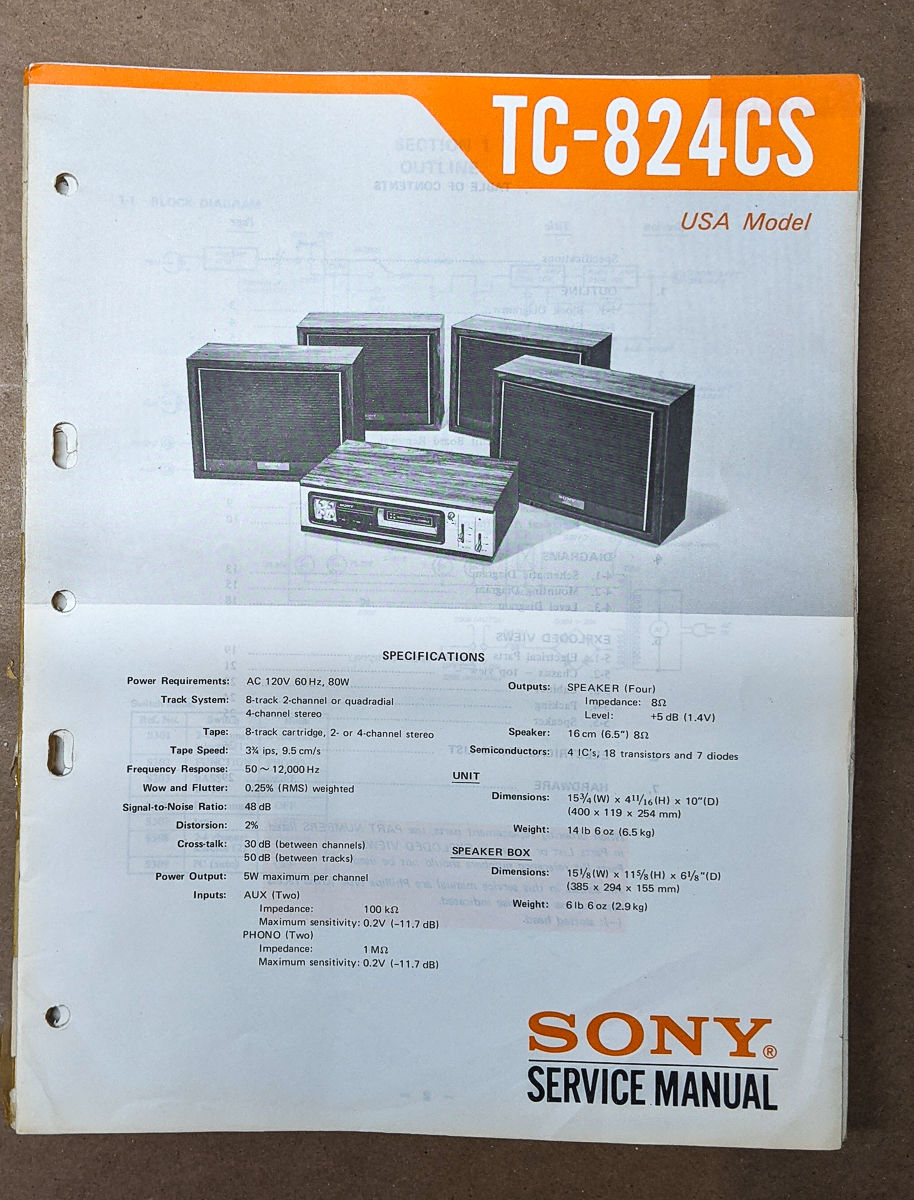 TC-824CS
USA Model
SONY
SPECIFICATIONS
Power Requirements: AC 120V 60 Hz, 80W
Track System: 8-track 2-channel or quadradial
4-channel stereo
Tape: 8-track cartridge, 2- or 4-channel stereo
Tape Speed: 3¾ ips, 9.5 cm/s
Frequency Response: 50 ~ 12,000 Hz
Wow and Flutter: 0.25% (RMS) weighted
Signal-to-Noise Ratio: 48 dB
Distorsion: 2%
Cross-talk: 30 dB (between channels)
50 dB (between tracks)
Power Output: 5W maximum per channel
Inputs: AUX (Two)
Impedance: 100 kΩ
Maximum sensitivity: 0.2V (−11.7 dB)
PHONO (Two)
Impedance: 1 MΩ
Maximum sensitivity: 0.2V (−11.7 dB)
Outputs: SPEAKER (Four)
Impedance: 8Ω
Level: +5 dB (1.4V)
Speaker: 16 cm (6.5") 8Ω
Semiconductors: 4 IC's, 18 transistors and 7 diodes
UNIT
Dimensions: 15¾ (W) x 4 11/16 (H) x 10" (D)
(400 x 119 x 254 mm)
Weight: 14 lb 6 oz (6.5 kg)
SPEAKER BOX
Dimensions: 15⅛ (W) x 11⅝ (H) x 6⅛" (D)
(385 x 294 x 155 mm)
Weight: 6 lb 6 oz (2.9 kg)
SONY®
SERVICE MANUAL